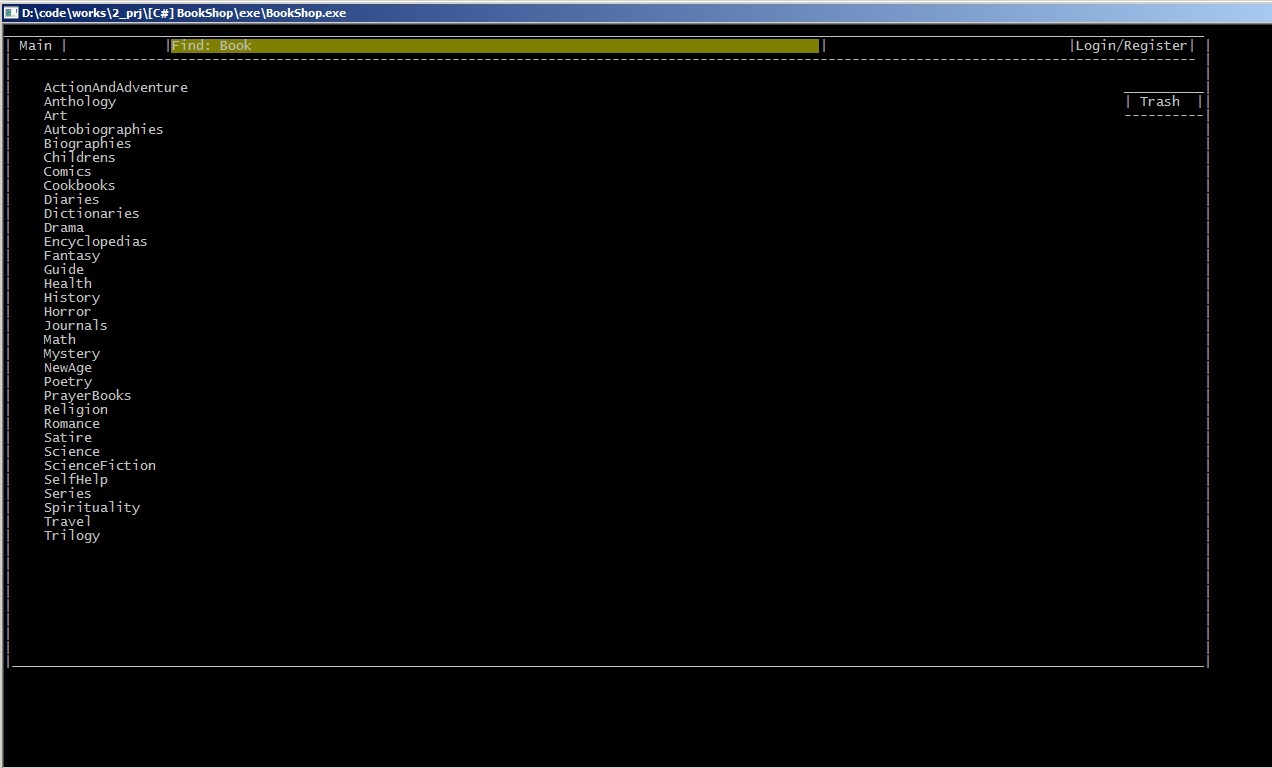 D:\code\works\2_prj\[C#] BookShop\exe\BookShop.exe
| Main | |Find: Book | |Login/Register| |
ActionAndAdventure
Anthology
| Trash ||
Art
Autobiographies
Biographies
Childrens
Comics
Cookbooks
Diaries
Dictionaries
Drama
Encyclopedias
Fantasy
Guide
Health
History
Horror
Journals
Math
Mystery
NewAge
Poetry
PrayerBooks
Religion
Romance
Satire
Science
ScienceFiction
SelfHelp
Series
Spirituality
Travel
Trilogy